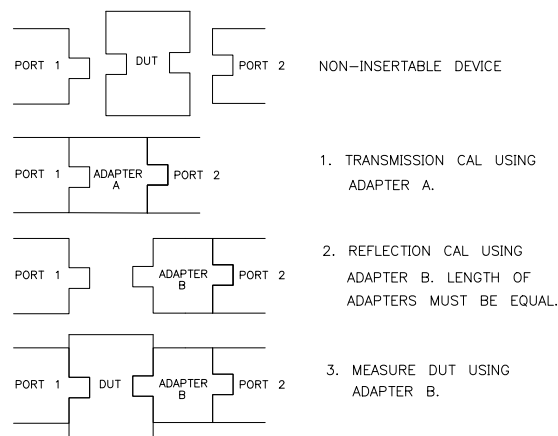 PORT 1 DUT PORT 2 NON-INSERTABLE DEVICE
PORT 1 ADAPTER A PORT 2
1. TRANSMISSION CAL USING
ADAPTER A.
PORT 1 ADAPTER B PORT 2
2. REFLECTION CAL USING
ADAPTER B. LENGTH OF
ADAPTERS MUST BE EQUAL.
PORT 1 DUT ADAPTER B PORT 2
3. MEASURE DUT USING
ADAPTER B.